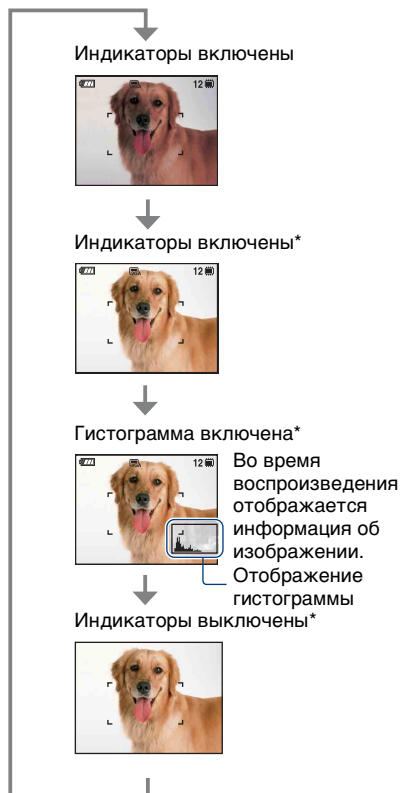 Индикаторы включены
12
Индикаторы включены*
12
Гистограмма включена*
12
Во время
воспроизведения
отображается
информация об
изображении.
Отображение
гистограммы
Индикаторы выключены*